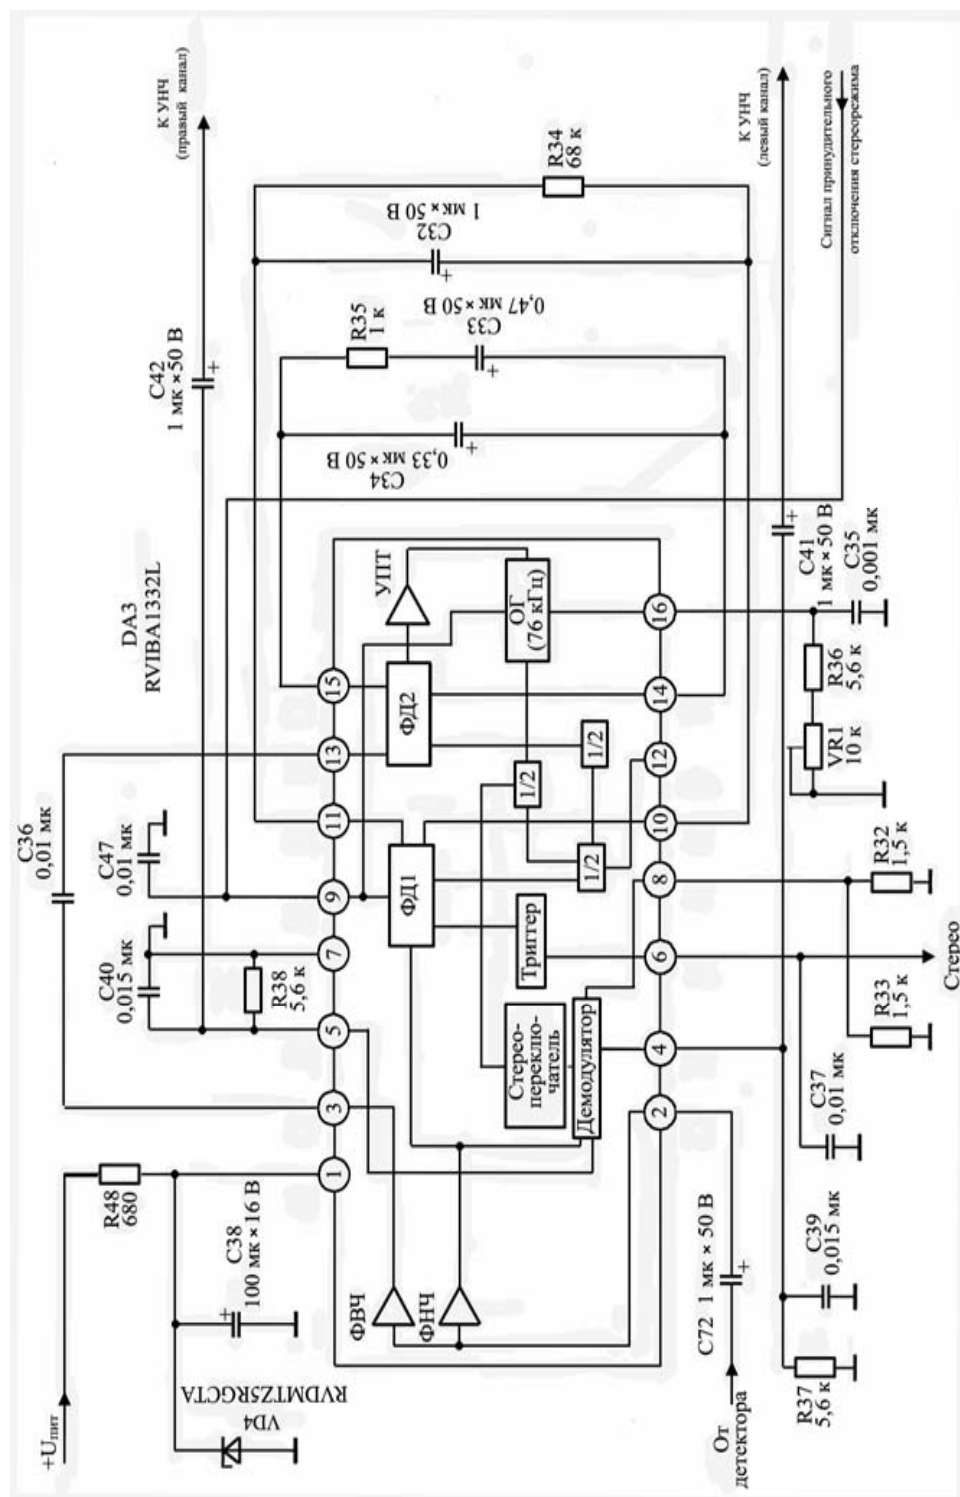 +Uпит
R48
680
C38
100 мк × 16 В
VD4
RVDMTZ5RGCTA
C36
0,01 мк
C40
0,015 мк
R38
5,6 к
C47
0,01 мк
DA3
RVIBA1332L
C42
1 мк × 50 В
К УНЧ
(правый канал)
1
3
5
7
9
11
13
15
ФВЧ
ФНЧ
Стерео-
переклю-
чатель
Демодулятор
Триггер
ФД1
1/2
1/2
1/2
ФД2
УПТ
ОГ
(76 кГц)
2
4
6
8
10
12
14
16
C34
0,33 мк × 50 В
R35
1 к
C33
0,47 мк × 50 В
C32
1 мк × 50 В
R34
68 к
От
детектора
C72 1 мк × 50 В
R37
5,6 к
C39
0,015 мк
C37
0,01 мк
R33
1,5 к
Стерео
R32
1,5 к
VR1
10 к
R36
5,6 к
C41
1 мк × 50 В
C35
0,001 мк
К УНЧ
(левый канал)
Сигнал принудительного
отключения стереорежима